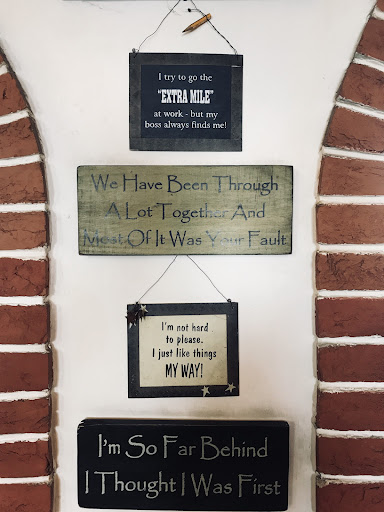 I try to go the
"EXTRA MILE"
at work - but my
boss always finds me!
We Have Been Through
A Lot Together And
Most Of It Was Your Fault
I'm not hard
to please.
I just like things
MY WAY!
I'm So Far Behind
I Thought I Was First